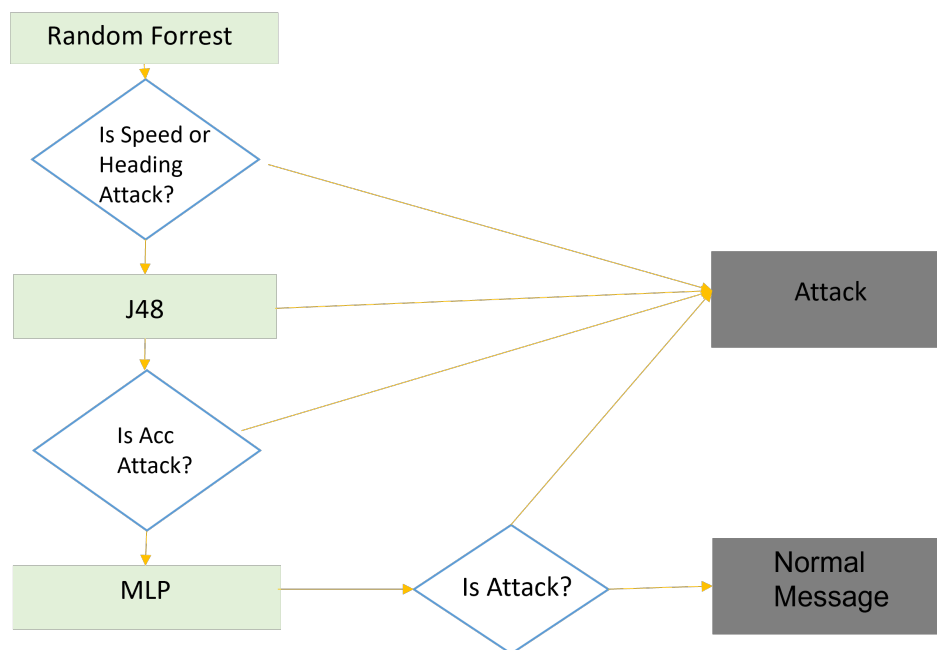 Random Forrest
Is Speed or
Heading
Attack?
J48
Attack
Is Acc
Attack?
MLP
Is Attack?
Normal
Message